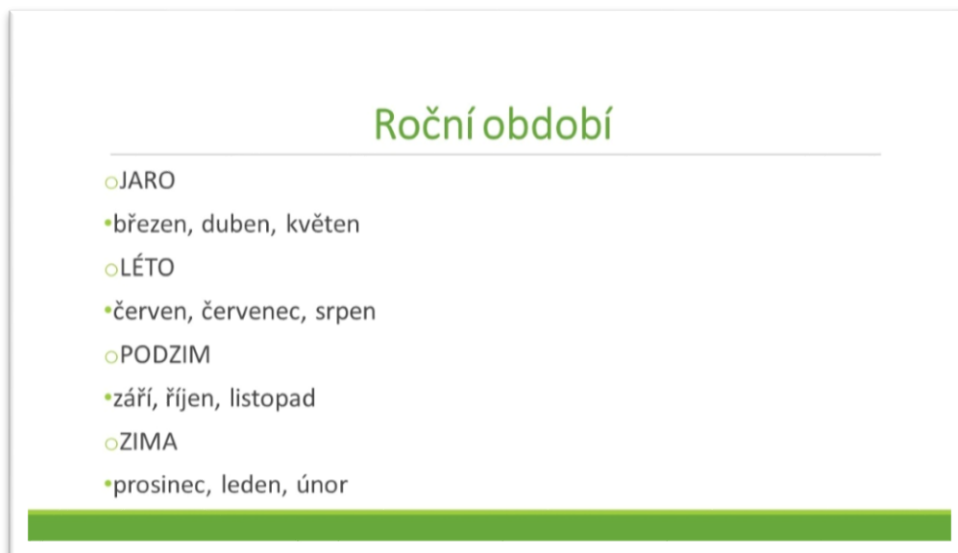 Roční období
JARO
březen, duben, květen
LÉTO
červen, červenec, srpen
PODZIM
září, říjen, listopad
ZIMA
prosinec, leden, únor